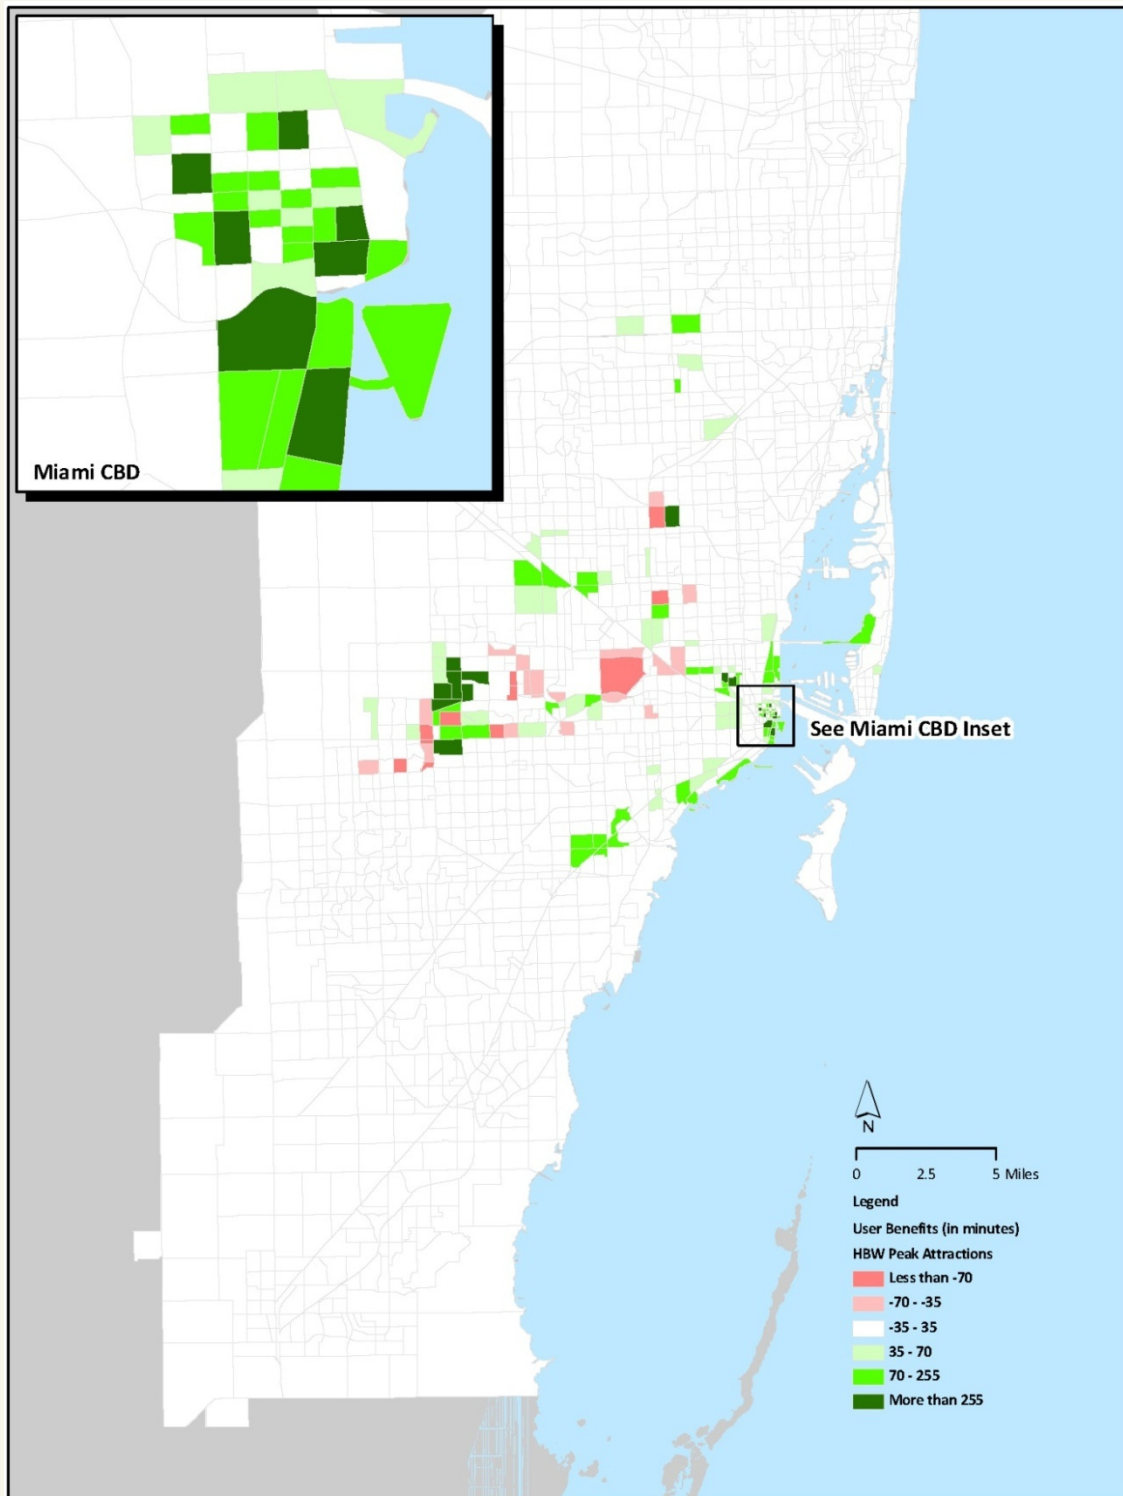 Miami CBD
See Miami CBD Inset
N
0 2.5 5 Miles
Legend
User Benefits (in minutes)
HBW Peak Attractions
Less than -70
-70 - -35
-35 - 35
35 - 70
70 - 255
More than 255